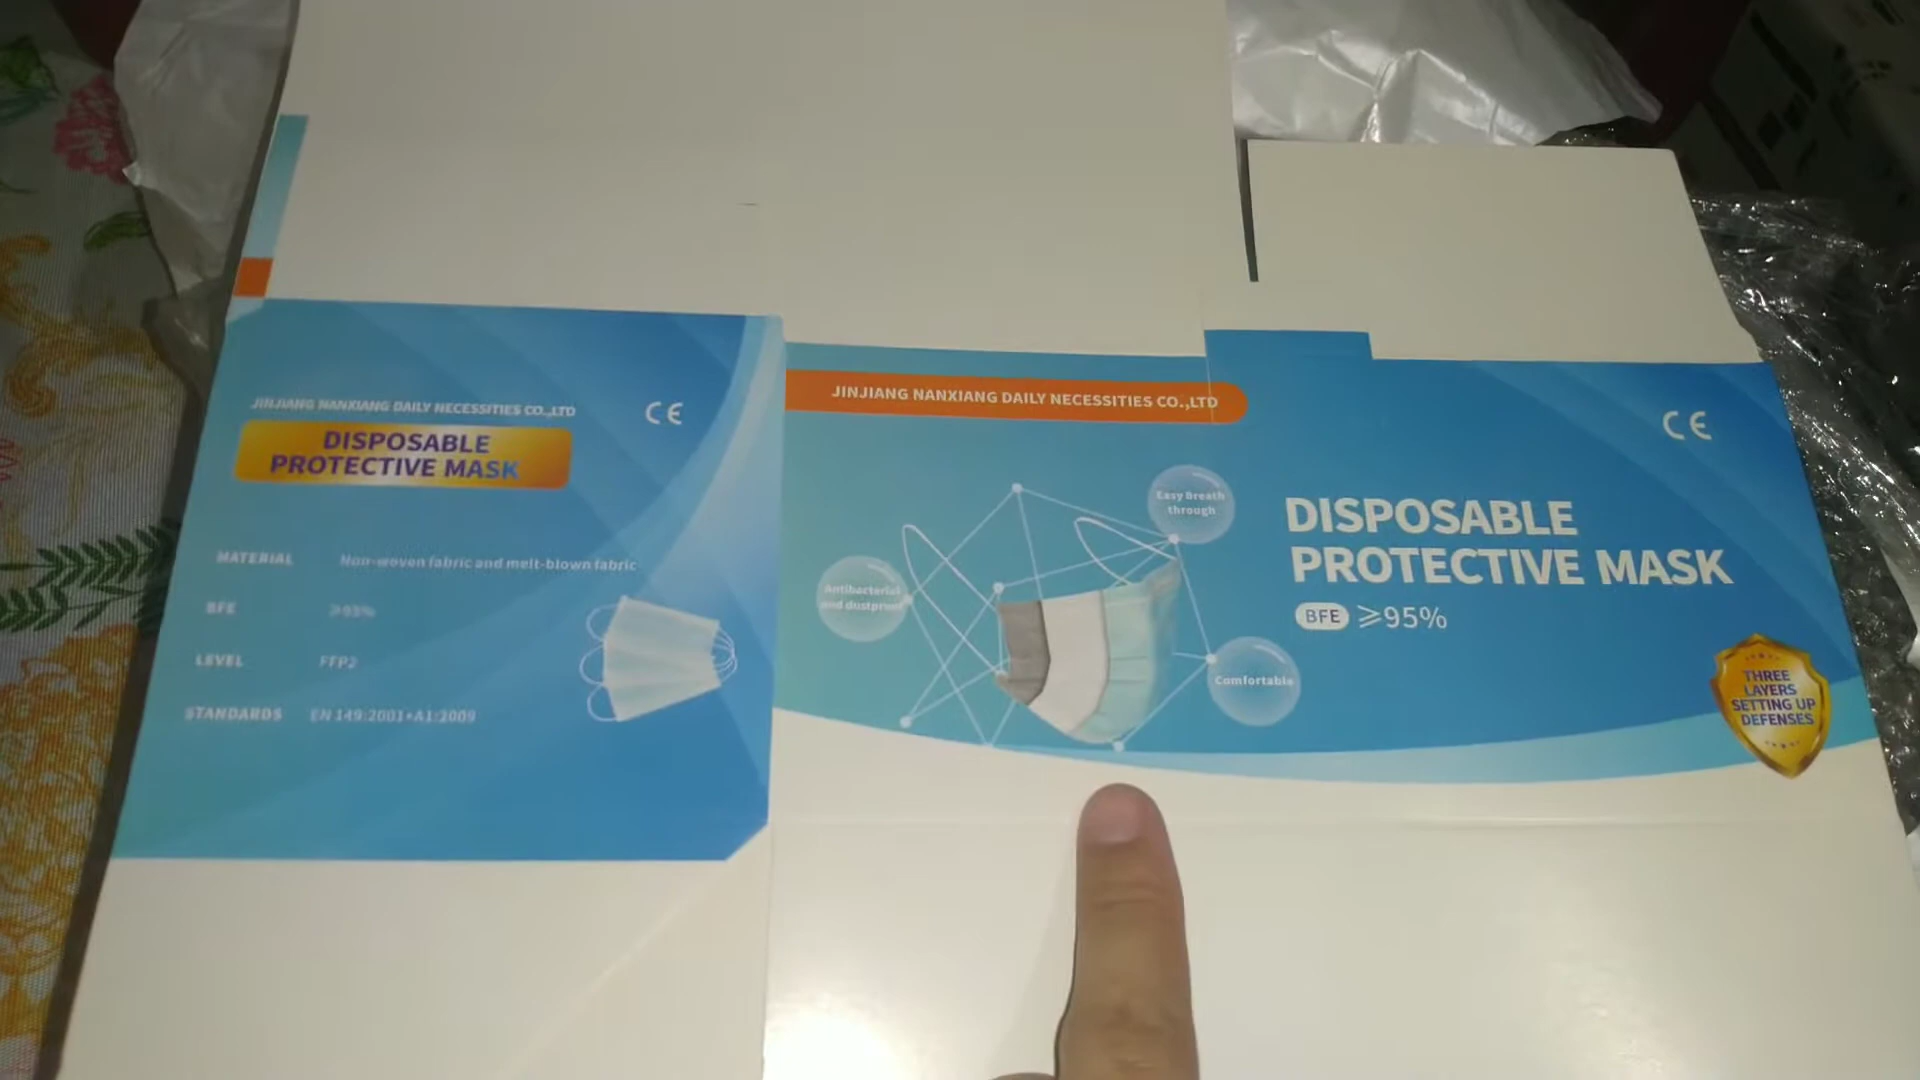 JINJIANG NANXIANG DAILY NECESSITIES CO.,LTD
CE
DISPOSABLE
PROTECTIVE MASK
MATERIAL Non-woven fabric and melt-blown fabric
BFE ≥95%
LEVEL FFP2
STANDARDS EN 149:2001+A1:2009
JINJIANG NANXIANG DAILY NECESSITIES CO.,LTD
CE
Easy Breath
through
Antibacterial
and dustproof
Comfortable
DISPOSABLE
PROTECTIVE MASK
BFE ≥95%
THREE
LAYERS
SETTING UP
DEFENSES